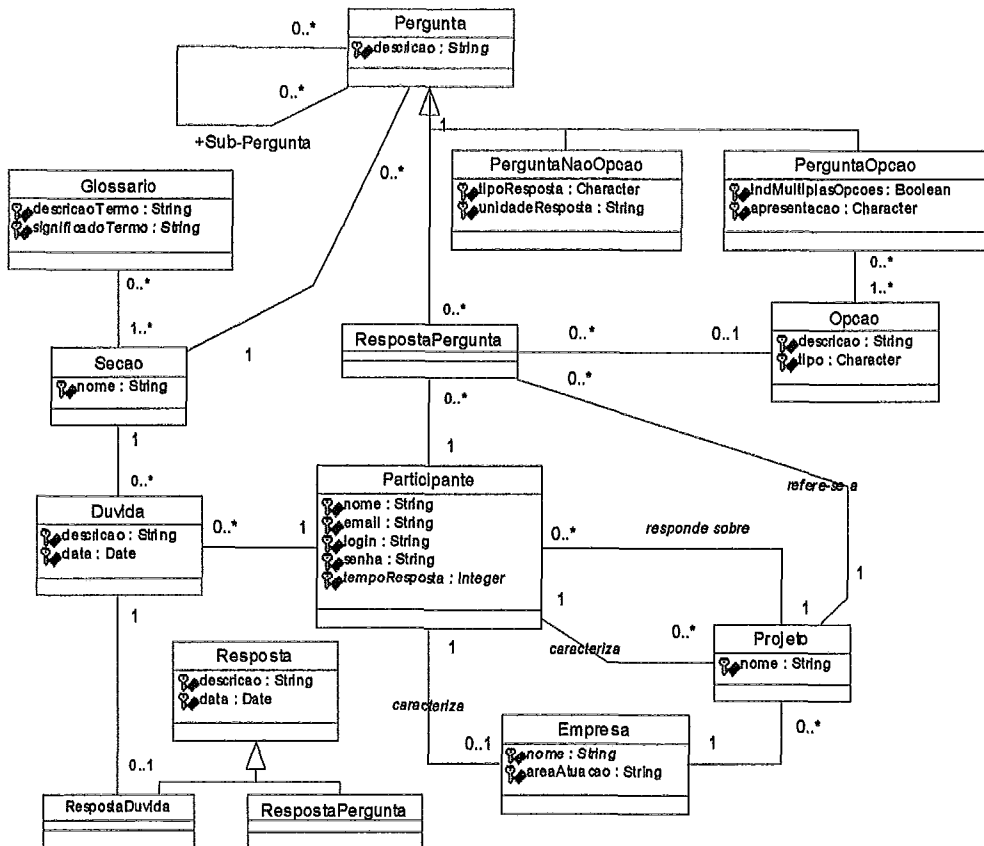 Pergunta
descricao : String
0..*
0..*
+Sub-Pergunta
0..*
1
PerguntaNaoOpcao
tipoResposta : Character
unidadeResposta : String
PerguntaOpcao
indMultiplasOpcoes : Boolean
apresentacao : Character
Glossario
descricaoTermo : String
significadoTermo : String
0..*
1..*
0..*
1..*
Opcao
descricao : String
tipo : Character
0..*
RespostaPergunta
0..*
0..1
0..*
0..*
1
Secao
nome : String
1
1
0..*
Participante
nome : String
email : String
login : String
senha : String
tempoResposta : Integer
Duvida
descricao : String
data : Date
0..*
1
refere-se a
0..*
responde sobre
1
1
1
1
0..*
caracteriza
Projeto
nome : String
1
Resposta
descricao : String
data : Date
caracteriza
0..1
Empresa
nome : String
areaAtuacao : String
1
0..*
0..1
RespostaDuvida
RespostaPergunta